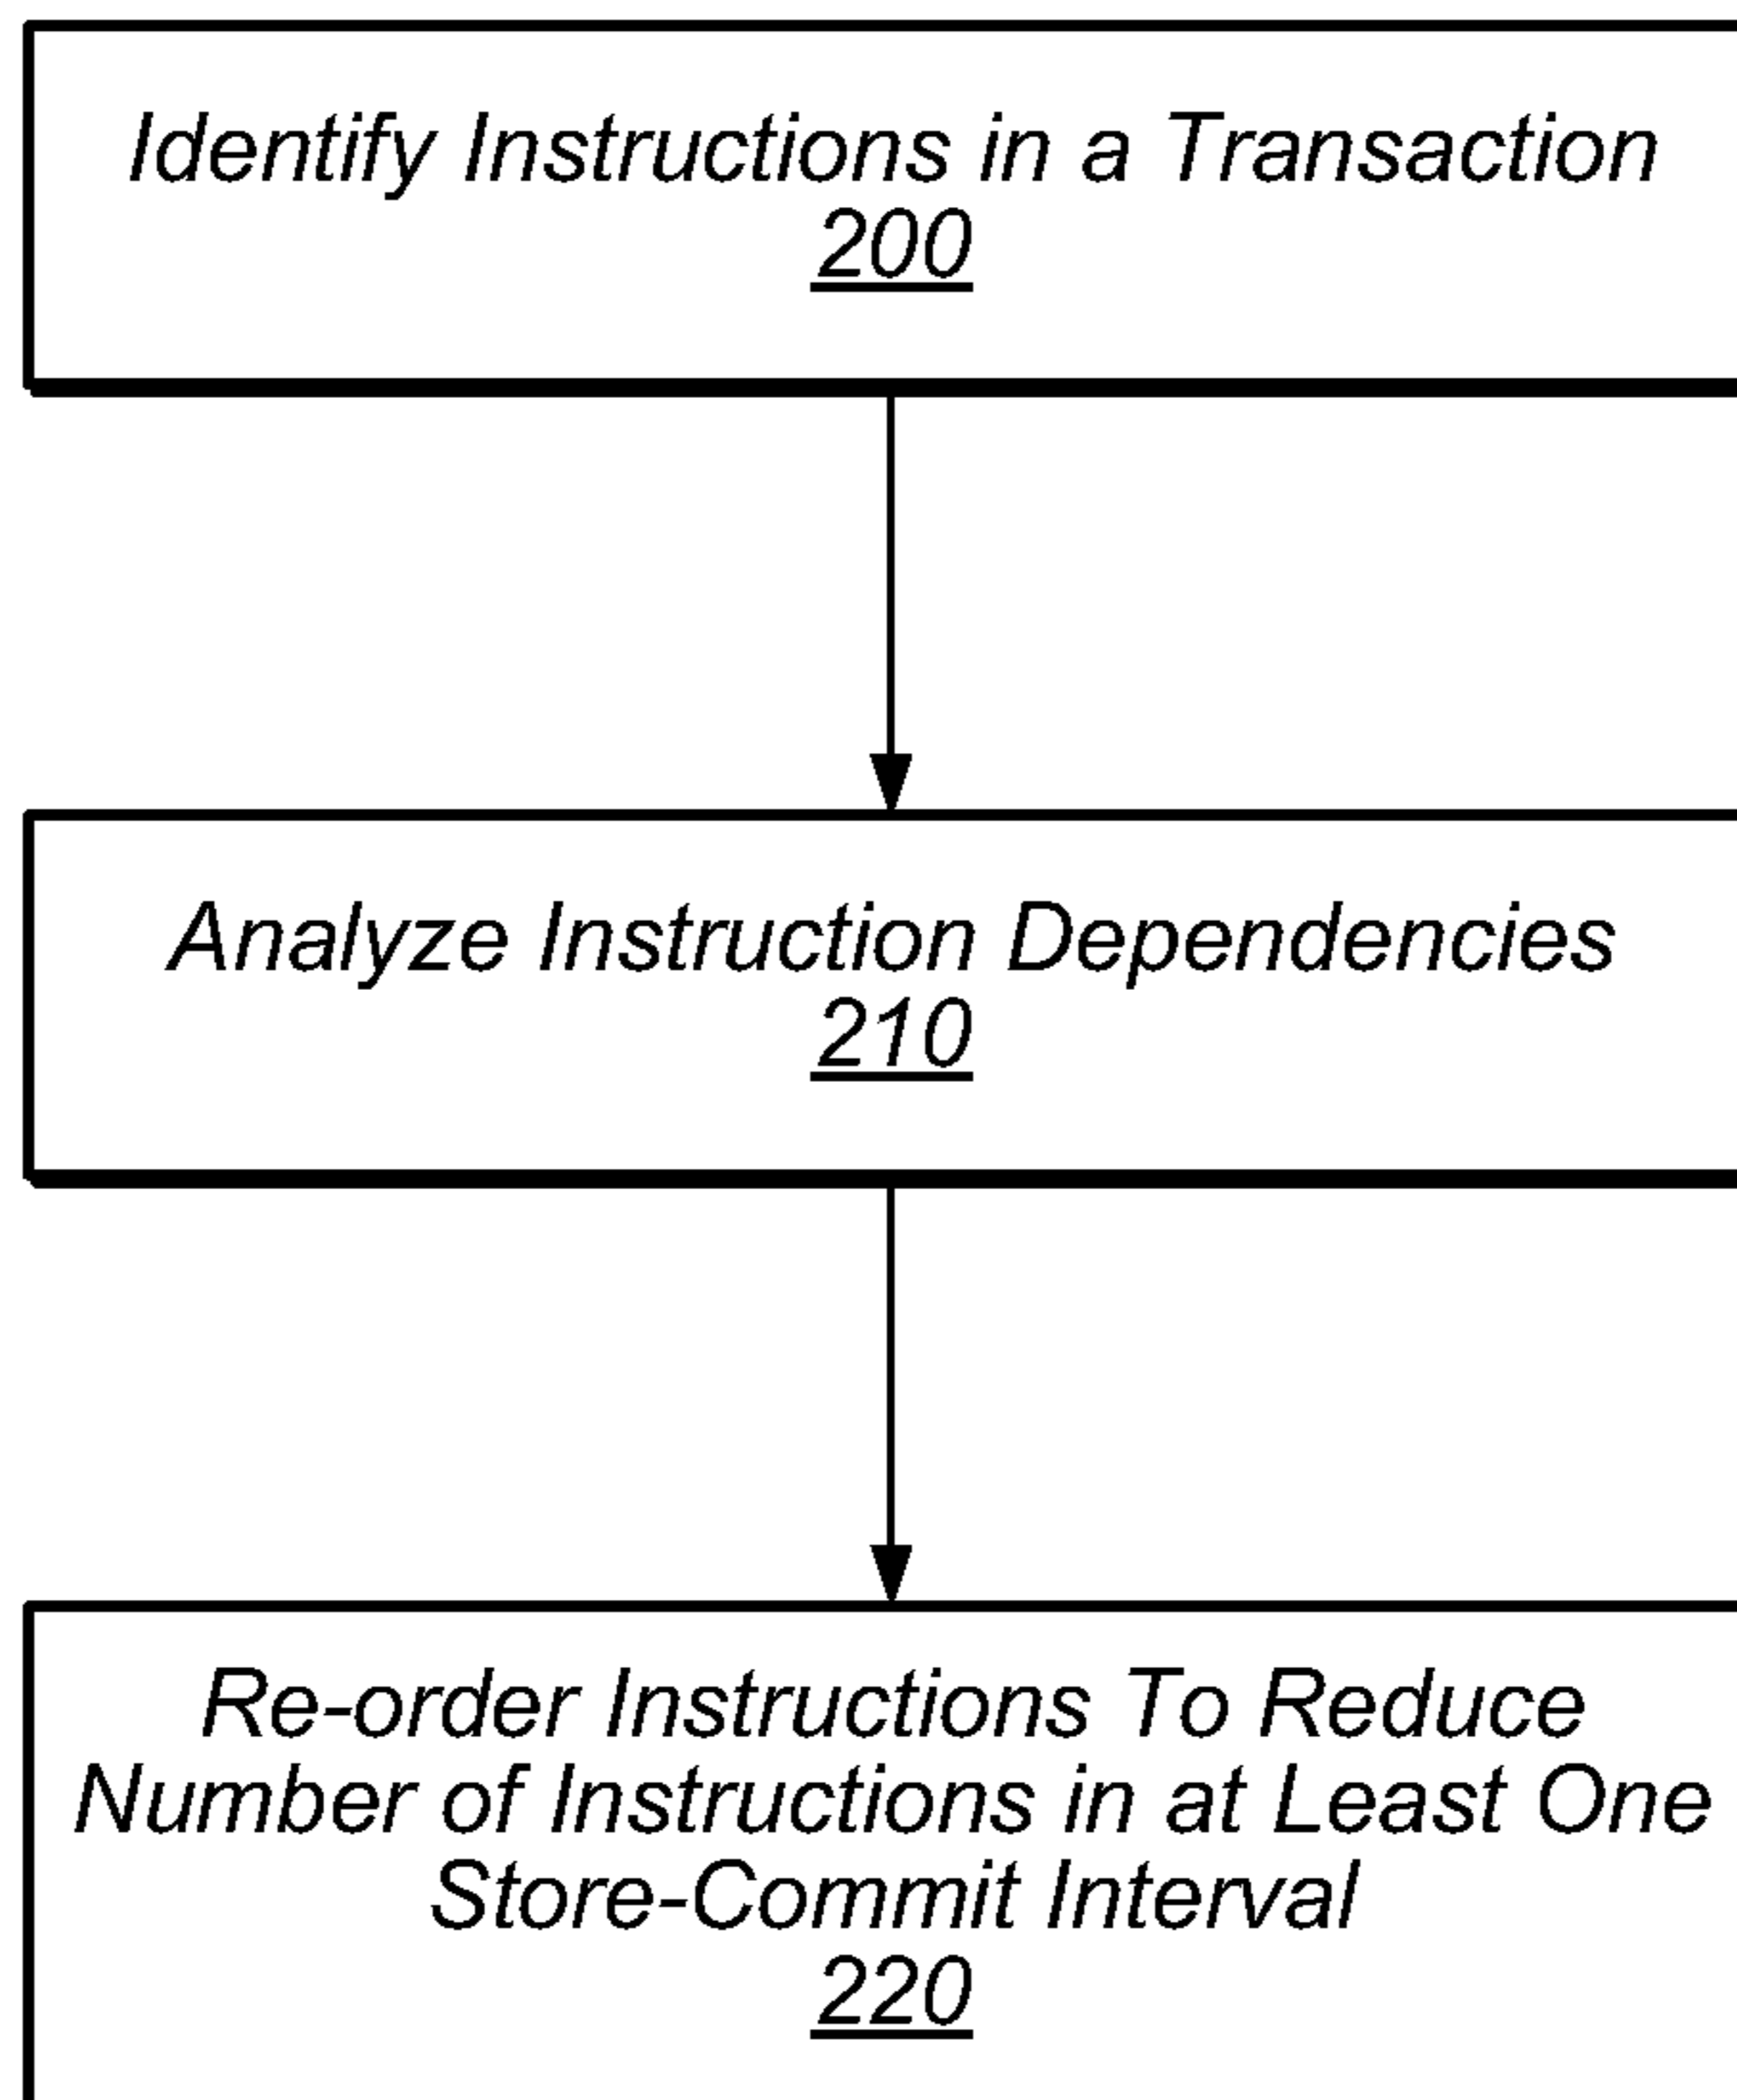 Identify Instructions in a Transaction
200
Analyze Instruction Dependencies
210
Re-order Instructions To Reduce
Number of Instructions in at Least One
Store-Commit Interval
220